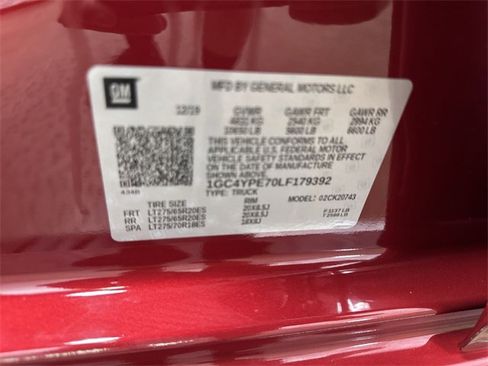 GM
MFD BY GENERAL MOTORS LLC
12/19 GVWR GAWR FRT GAWR RR
4831 KG 2540 KG 2994 KG
10650 LB 5600 LB 6600 LB
THIS VEHICLE CONFORMS TO ALL
APPLICABLE U.S. FEDERAL MOTOR
VEHICLE SAFETY STANDARDS IN EFFECT
ON THE DATE OF MANUFACTURE
SHOWN ABOVE.
1GC4YPE70LF179392
TYPE: TRUCK MODEL: 02CK20743
TIRE SIZE RIM
FRT LT275/65R20ES 20X8.5J
RR LT275/65R20ES 20X8.5J
SPA LT275/70R18ES 18X8J